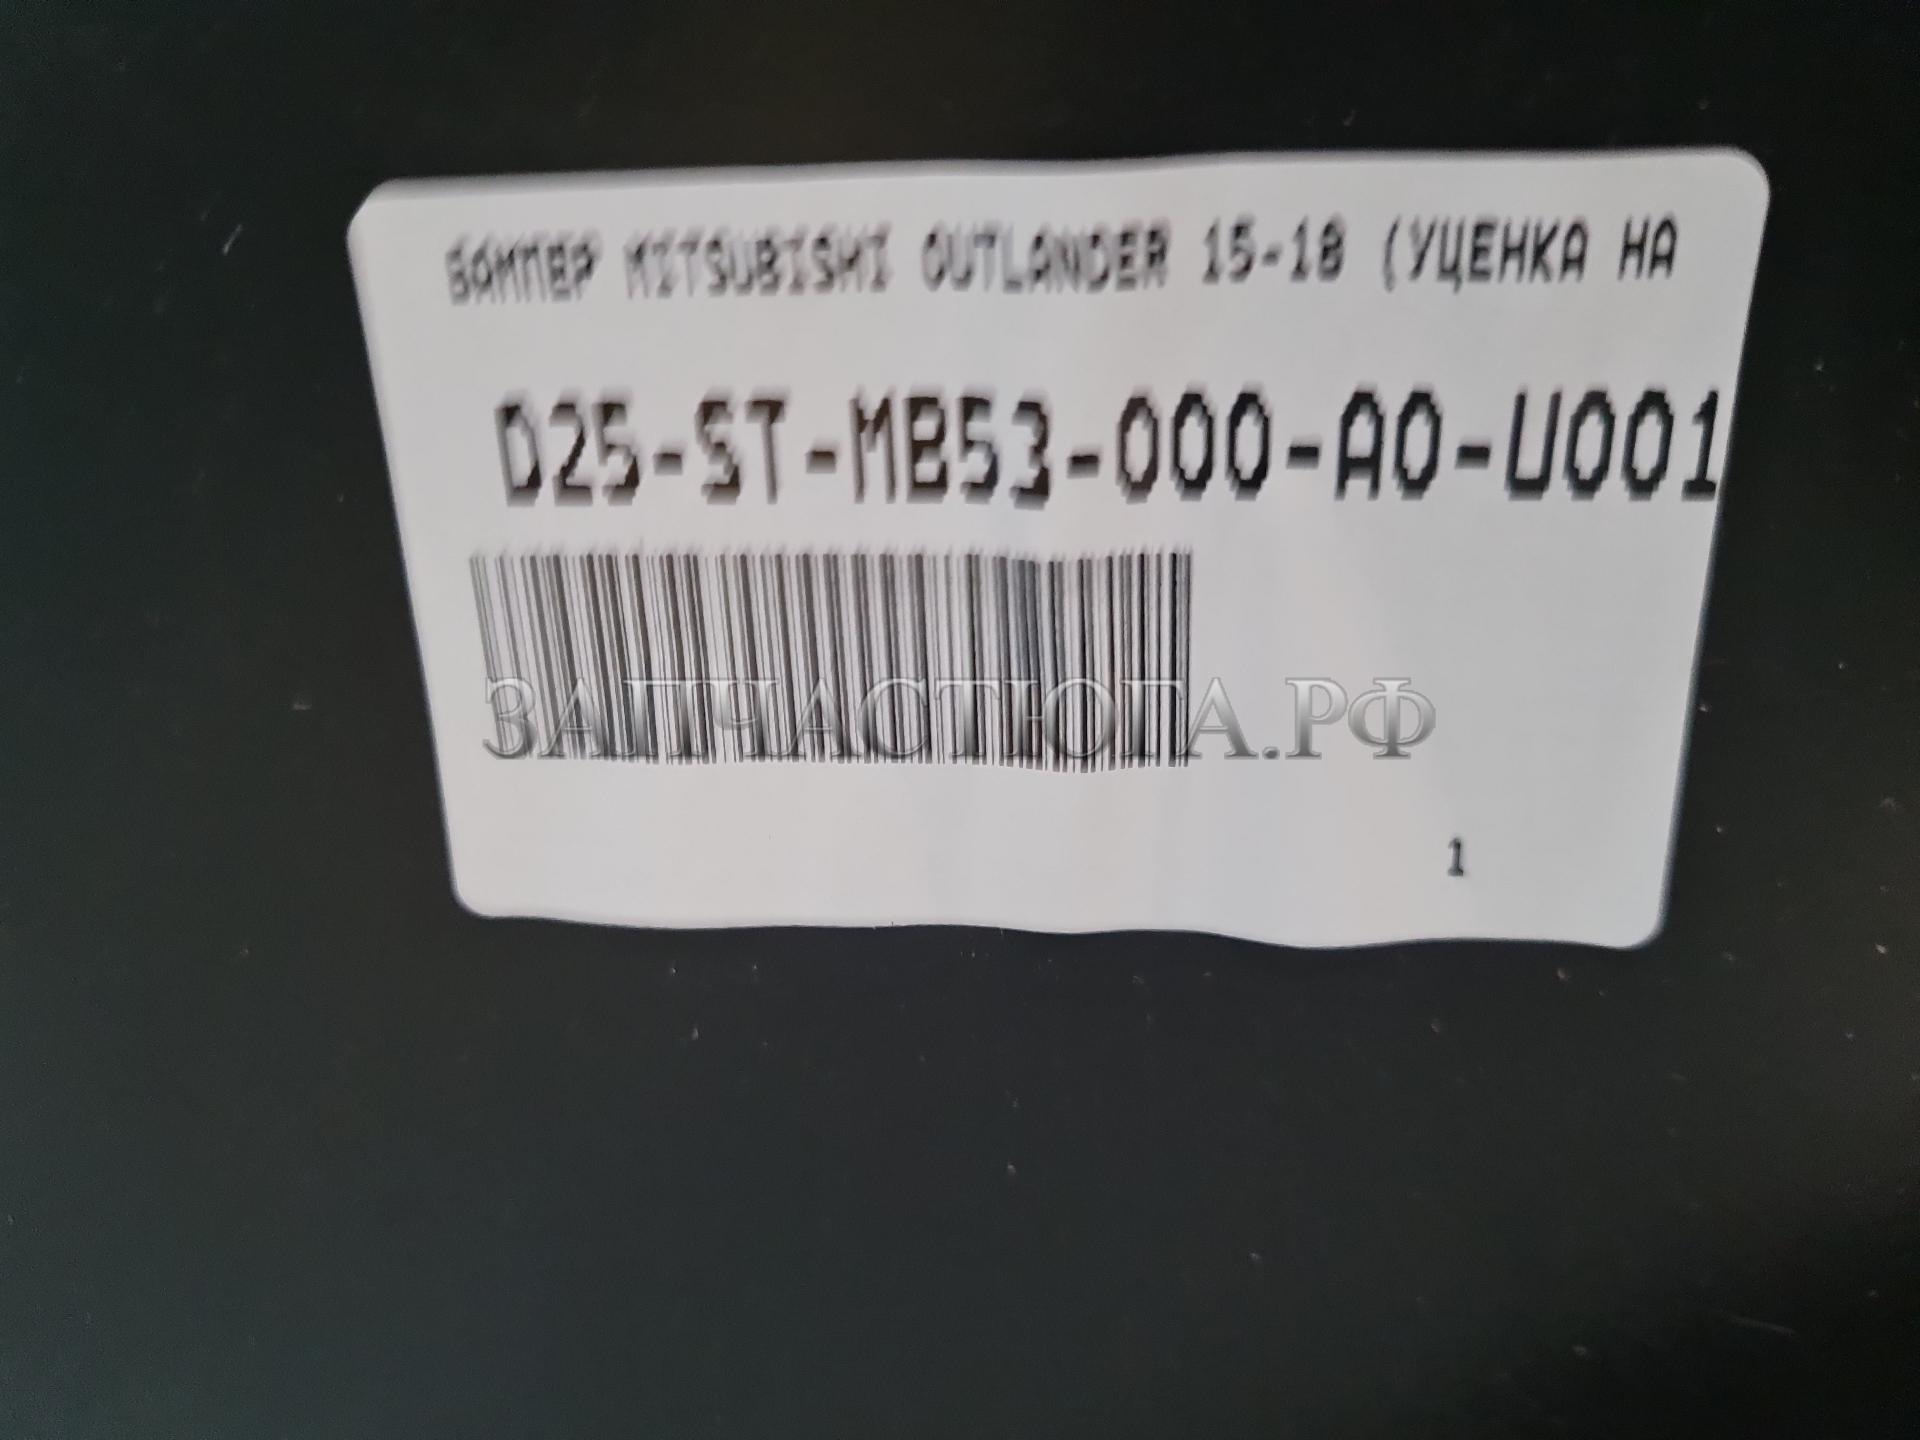 БАМПЕР MITSUBISHI OUTLANDER 15-18 (УЦЕНКА НА
D25-ST-MB53-000-A0-U001
ЗАПЧАСТЮГА.РФ
1